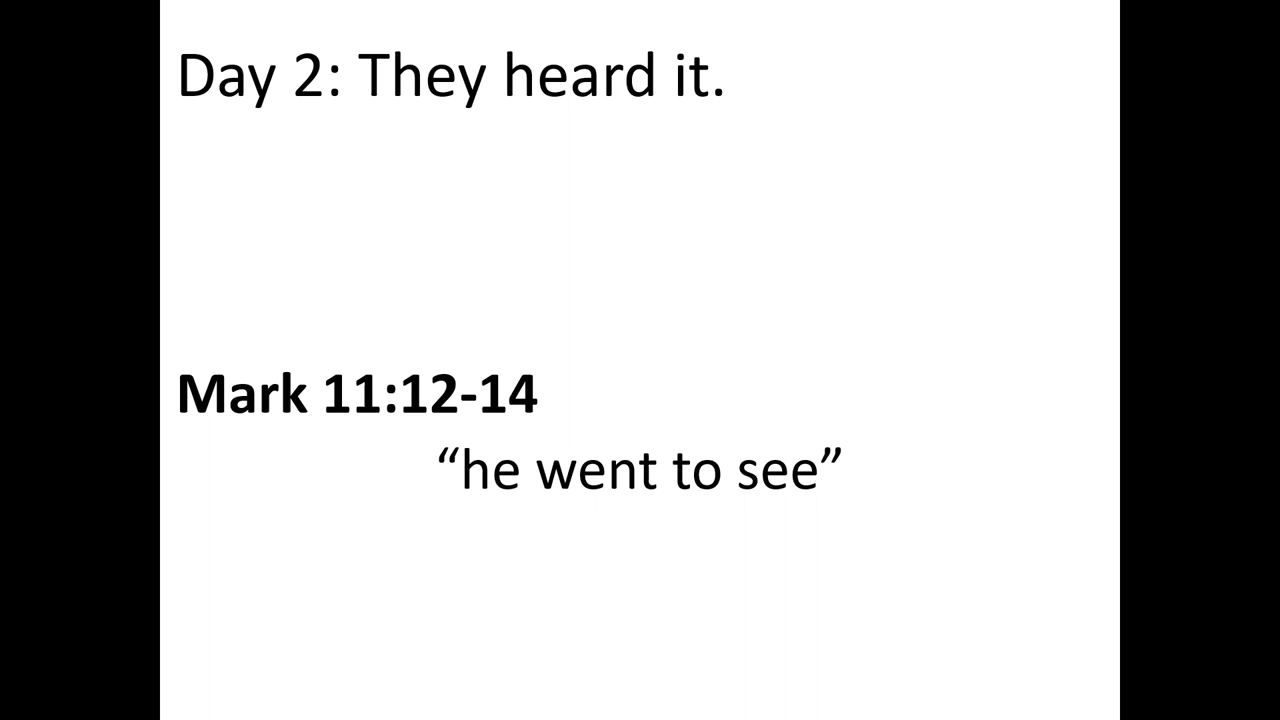 Day 2: They heard it.
Mark 11:12-14
“he went to see”